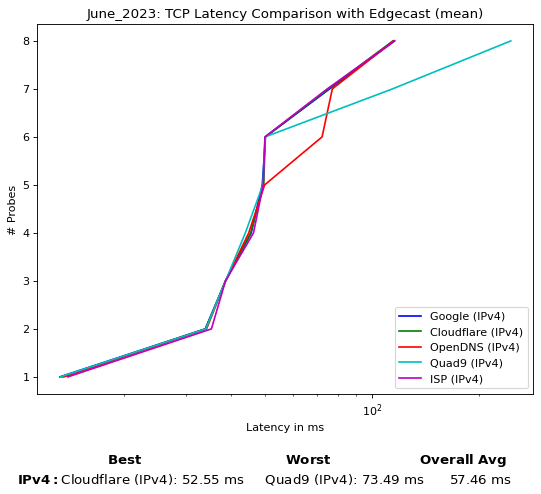 June_2023: TCP Latency Comparison with Edgecast (mean)
8
7
6
5
4
3
2
1
# Probes
10²
Latency in ms
Google (IPv4)
Cloudflare (IPv4)
OpenDNS (IPv4)
Quad9 (IPv4)
ISP (IPv4)
Best Worst Overall Avg
IPv4: Cloudflare (IPv4): 52.55 ms Quad9 (IPv4): 73.49 ms 57.46 ms